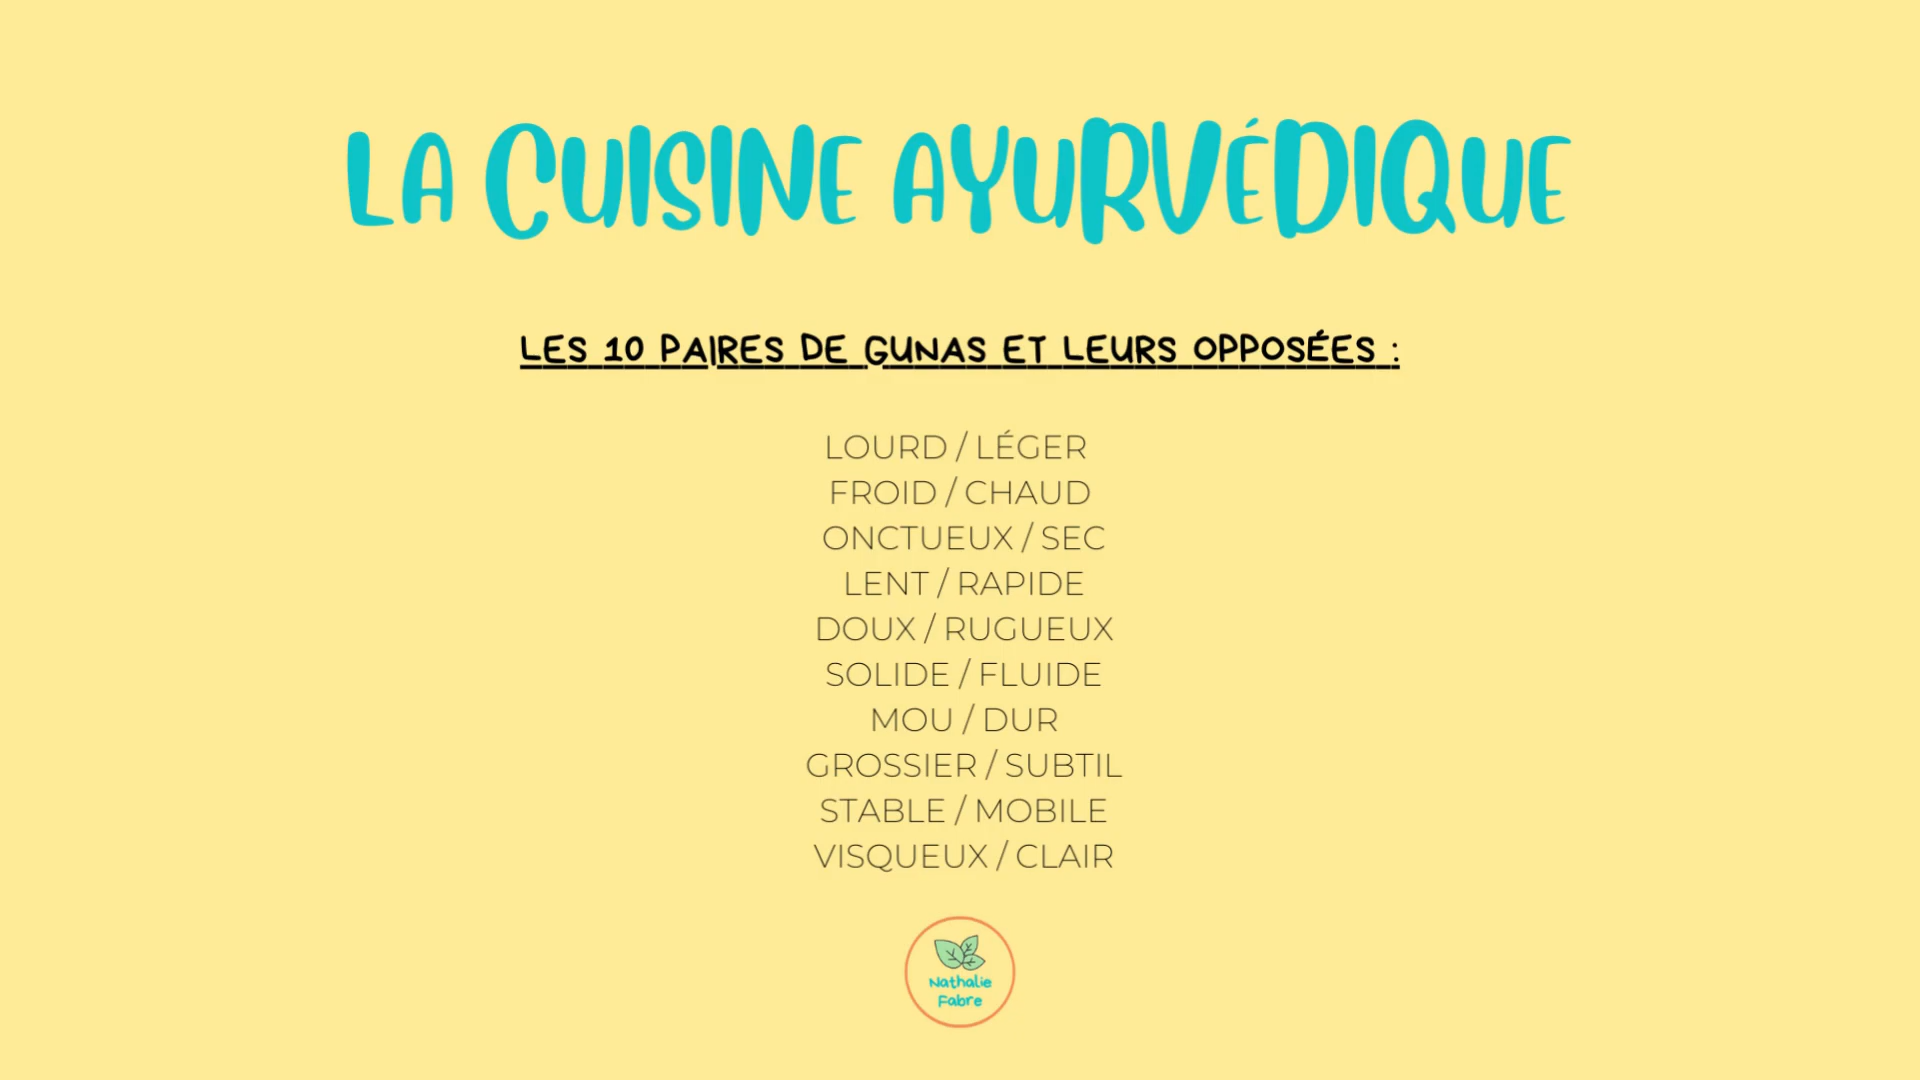 LA CUISINE AYURVÉDIQUE
LES 10 PAIRES DE GUNAS ET LEURS OPPOSÉES :
LOURD / LÉGER
FROID / CHAUD
ONCTUEUX / SEC
LENT / RAPIDE
DOUX / RUGUEUX
SOLIDE / FLUIDE
MOU / DUR
GROSSIER / SUBTIL
STABLE / MOBILE
VISQUEUX / CLAIR
Nathalie
Fabre